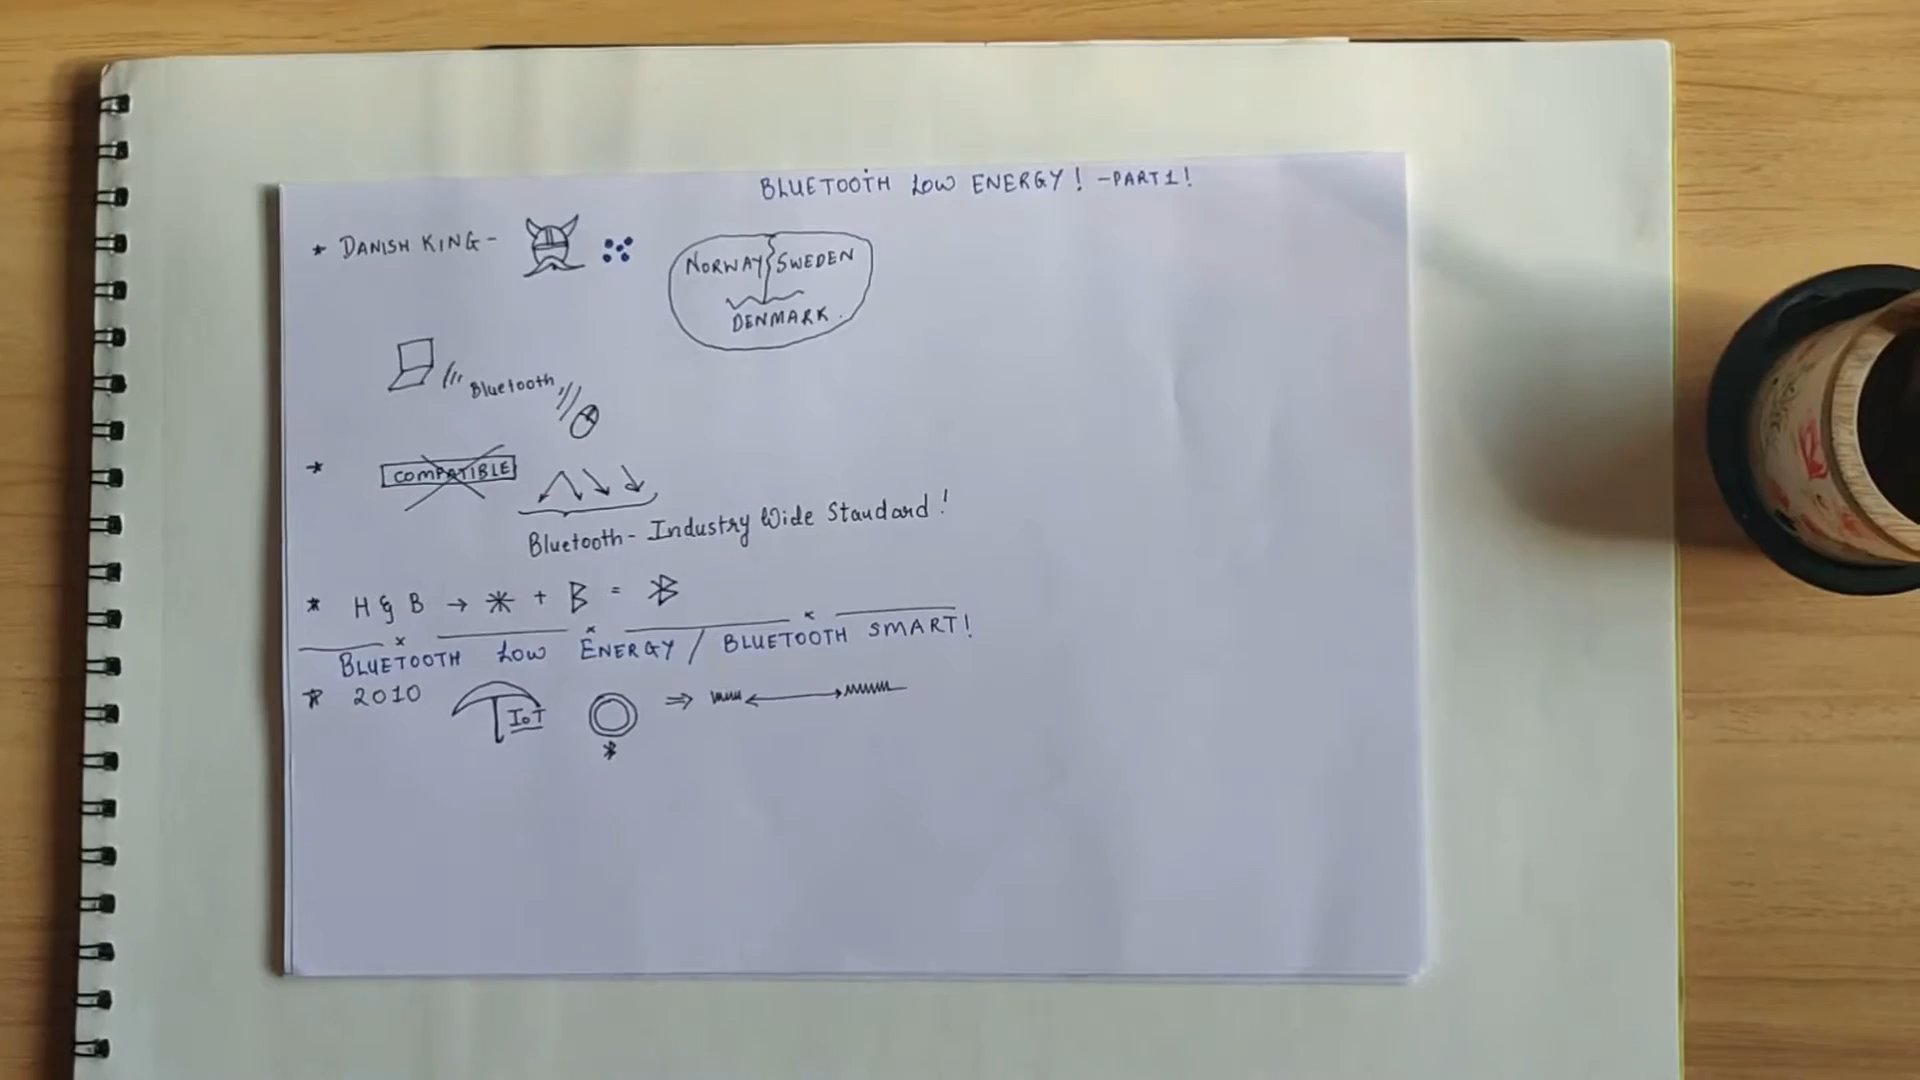 BLUETOOTH LOW ENERGY! -PART1!
* DANISH KING -
NORWAY SWEDEN
DENMARK.
Bluetooth
* COMPATIBLE
Bluetooth - Industry Wide Standard!
* H & B → * + B =
BLUETOOTH LOW ENERGY / BLUETOOTH SMART!
* 2010 IoT ⇒